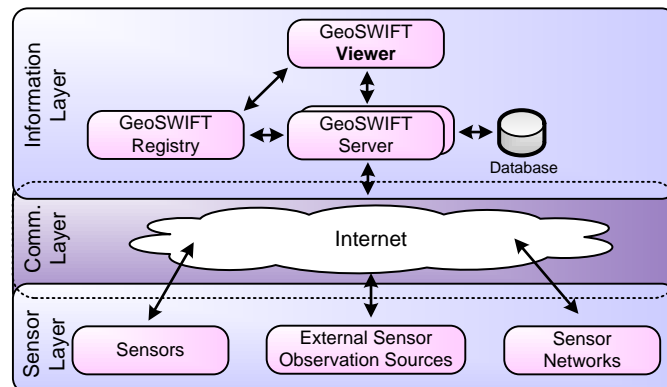 Information
Layer
GeoSWIFT
Viewer
GeoSWIFT
Registry
GeoSWIFT
Server
Database
Comm.
Layer
Internet
Sensor
Layer
Sensors
External Sensor
Observation Sources
Sensor
Networks